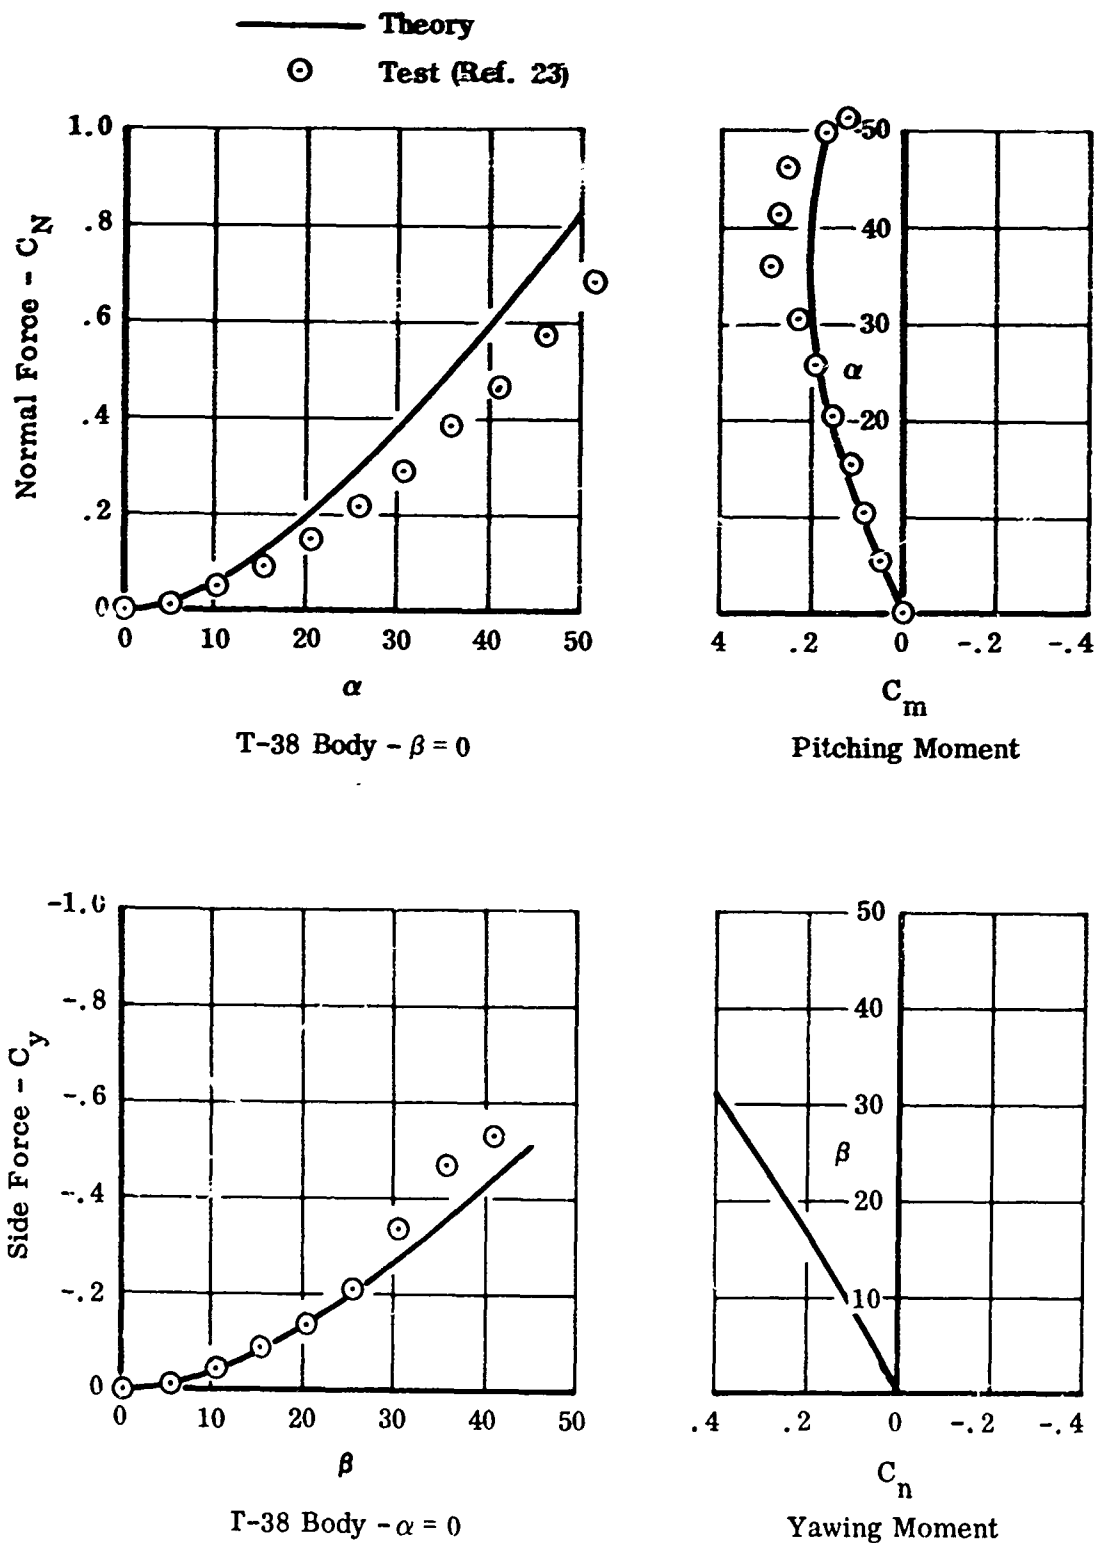 Theory
Test (Ref. 23)
1.0
.8
.6
.4
.2
0
Normal Force - C_N
0 10 20 30 40 50
α
T-38 Body - β = 0
50
40
30
α
20
4 .2 0 -.2 -.4
C_m
Pitching Moment
-1.0
-.8
-.6
-.4
-.2
0
Side Force - C_y
0 10 20 30 40 50
β
T-38 Body - α = 0
50
40
30
β
20
10
.4 .2 0 -.2 -.4
C_n
Yawing Moment